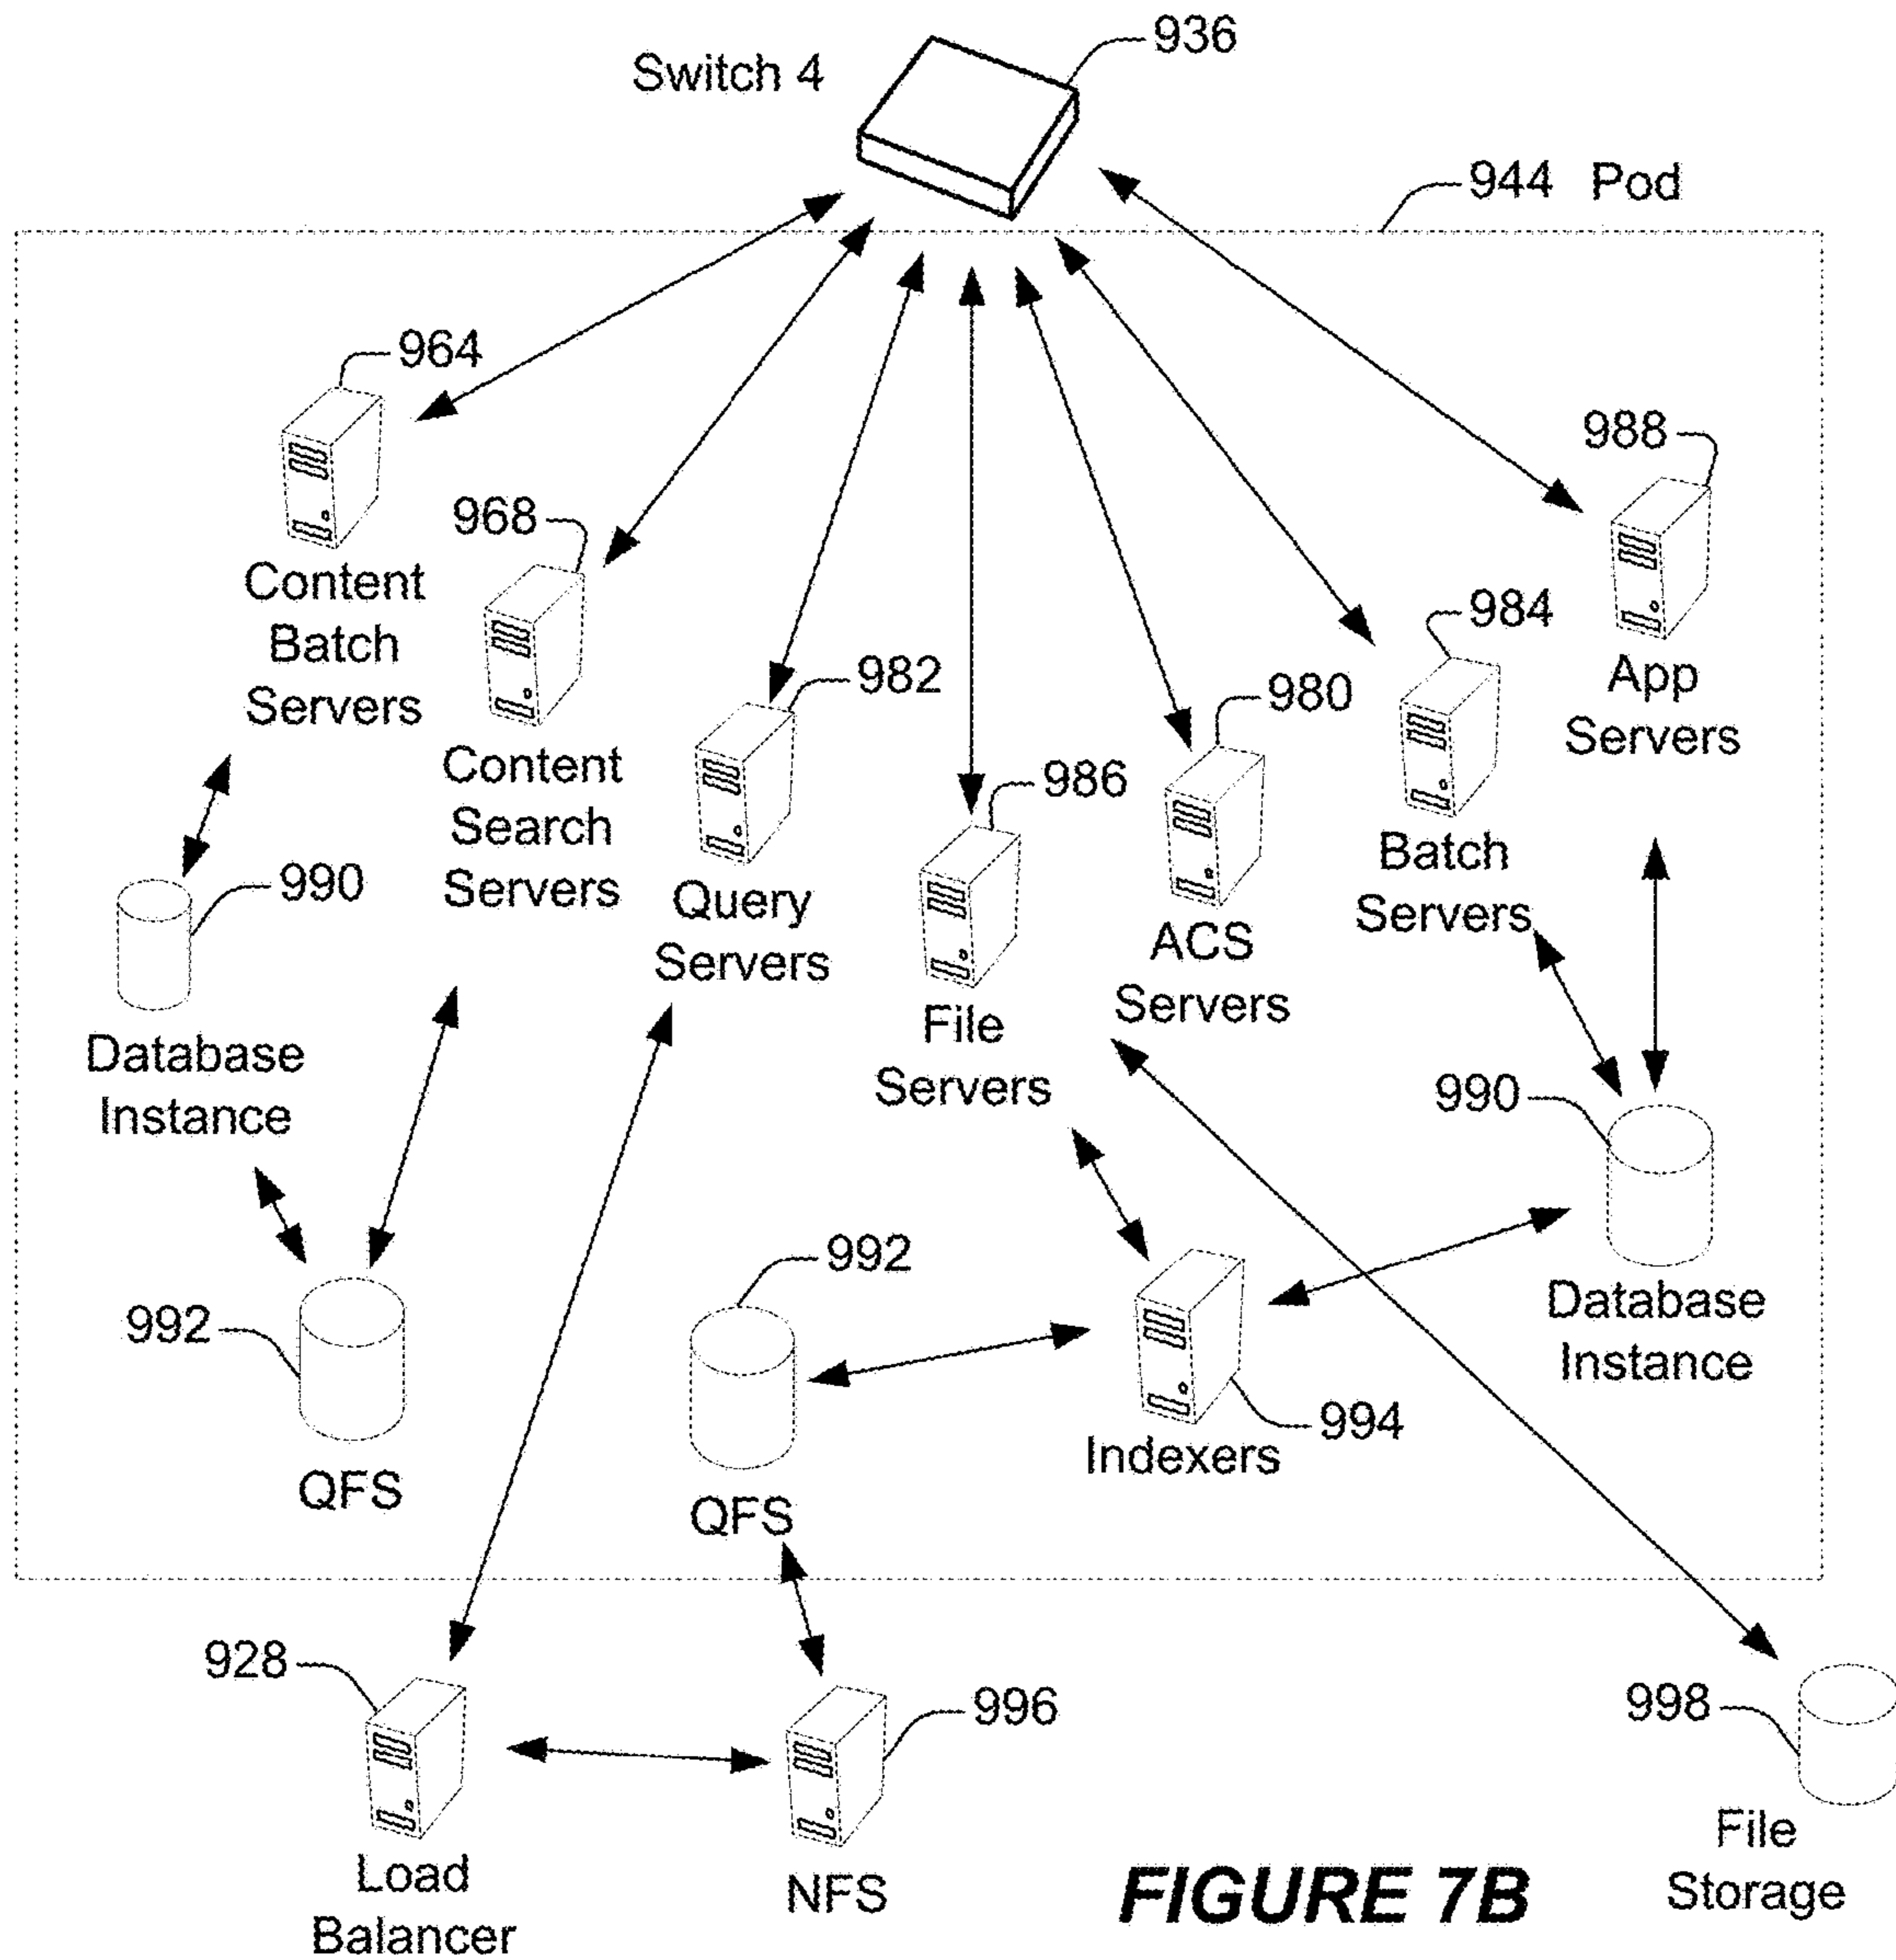 936
Switch 4
944 Pod
964
988
968
Content
Batch
Servers
984
982
980
App
Servers
Content
Search
Servers
986
Batch
Servers
990
Query
Servers
ACS
Servers
File
Servers
Database
Instance
990
992
992
Database
Instance
994
Indexers
QFS
QFS
928
996
998
File
Storage
Load
Balancer
NFS
FIGURE 7B